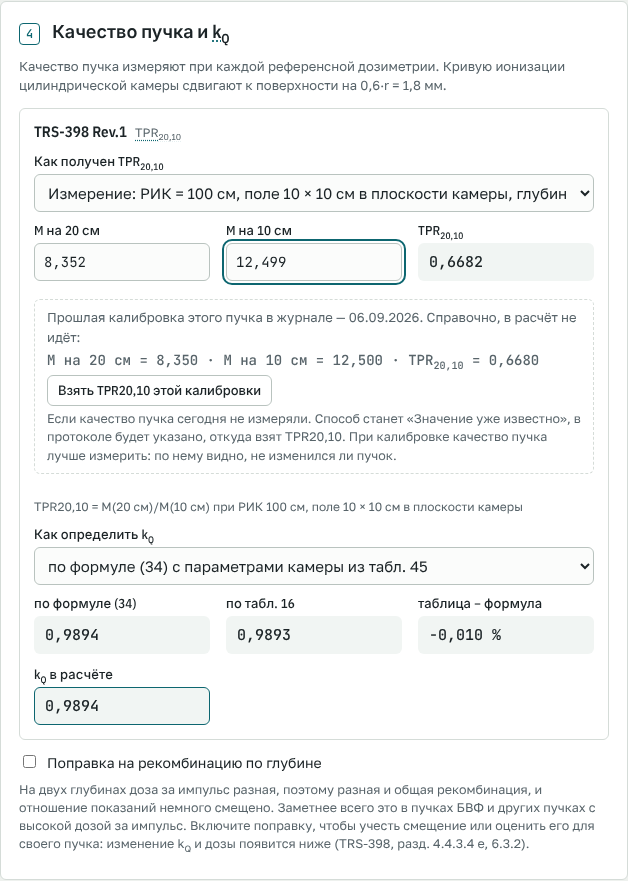 4 Качество пучка и kQ
Качество пучка измеряют при каждой референсной дозиметрии. Кривую ионизации
цилиндрической камеры сдвигают к поверхности на 0,6·r = 1,8 мм.
TRS-398 Rev.1 TPR20,10
Как получен TPR20,10
Измерение: РИК = 100 см, поле 10 × 10 см в плоскости камеры, глубин
М на 20 см М на 10 см TPR20,10
8,352 12,499 0,6682
Прошлая калибровка этого пучка в журнале — 06.09.2026. Справочно, в расчёт не
идёт:
М на 20 см = 8,350 · М на 10 см = 12,500 · TPR20,10 = 0,6680
Взять TPR20,10 этой калибровки
Если качество пучка сегодня не измеряли. Способ станет «Значение уже известно», в
протоколе будет указано, откуда взят TPR20,10. При калибровке качество пучка
лучше измерить: по нему видно, не изменился ли пучок.
TPR20,10 = M(20 см)/M(10 см) при РИК 100 см, поле 10 × 10 см в плоскости камеры
Как определить kQ
по формуле (34) с параметрами камеры из табл. 45
по формуле (34) по табл. 16 таблица − формула
0,9894 0,9893 -0,010 %
kQ в расчёте
0,9894
Поправка на рекомбинацию по глубине
На двух глубинах доза за импульс разная, поэтому разная и общая рекомбинация, и
отношение показаний немного смещено. Заметнее всего это в пучках БВФ и других пучках с
высокой дозой за импульс. Включите поправку, чтобы учесть смещение или оценить его для
своего пучка: изменение kQ и дозы появится ниже (TRS-398, разд. 4.4.3.4 e, 6.3.2).